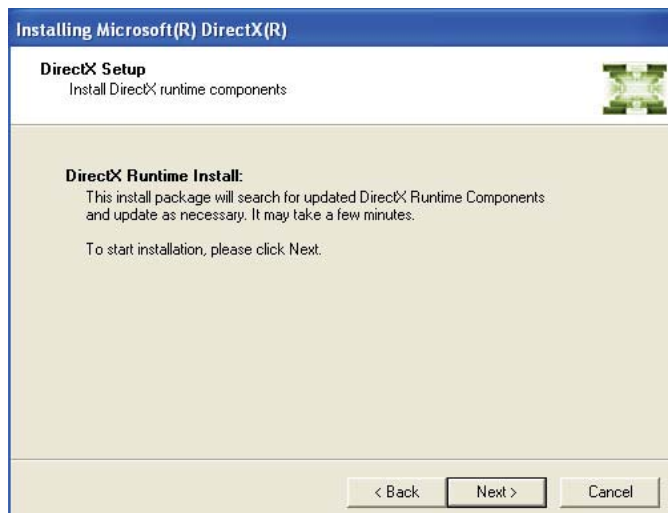 Installing Microsoft(R) DirectX(R)
DirectX Setup
Install DirectX runtime components
DirectX Runtime Install:
This install package will search for updated DirectX Runtime Components
and update as necessary. It may take a few minutes.
To start installation, please click Next.
< Back
Next >
Cancel